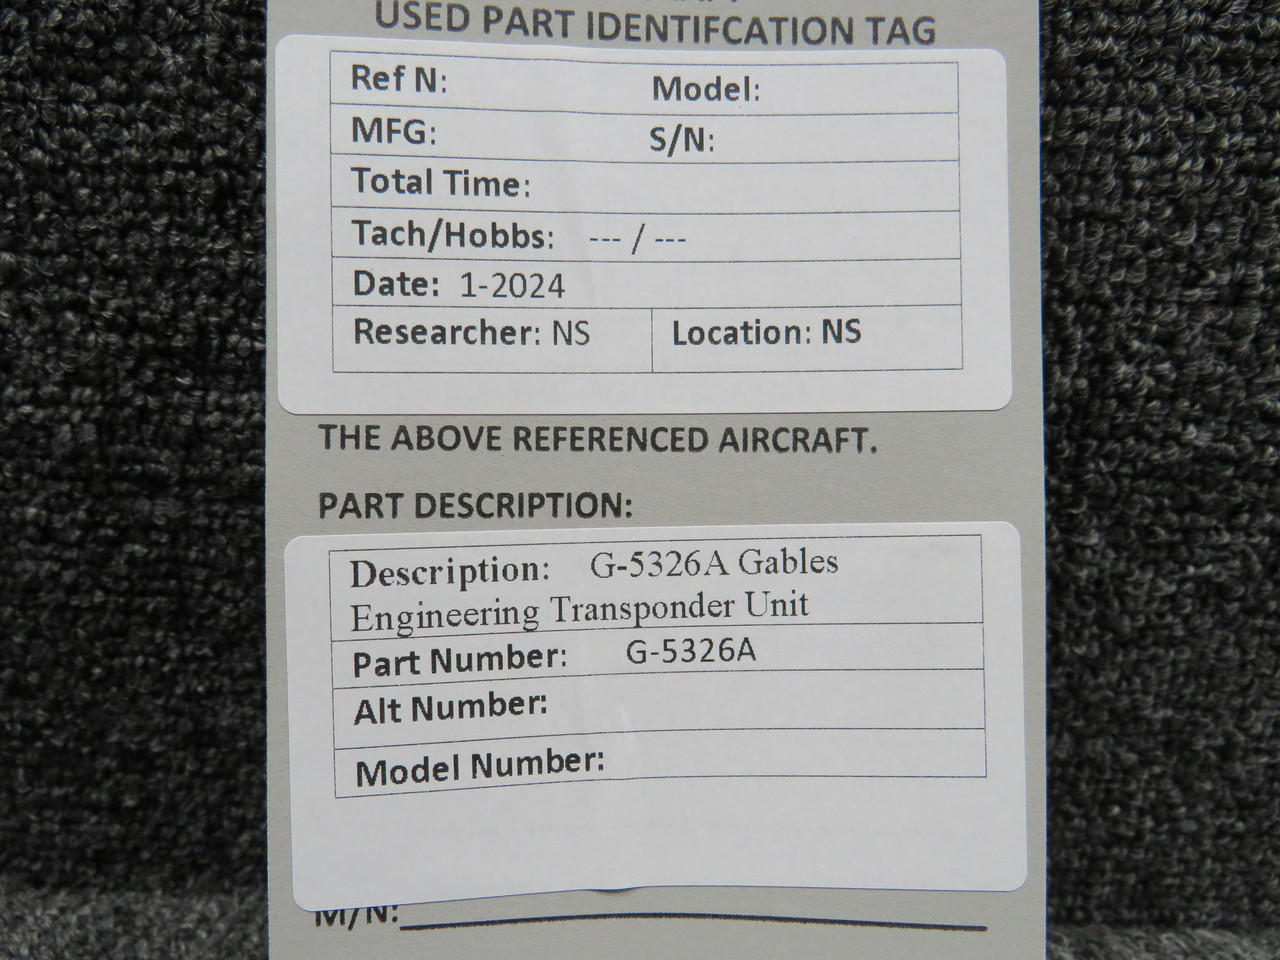 USED PART IDENTIFCATION TAG
Ref N: Model:
MFG: S/N:
Total Time:
Tach/Hobbs: --- / ---
Date: 1-2024
Researcher: NS Location: NS
THE ABOVE REFERENCED AIRCRAFT.
PART DESCRIPTION:
Description: G-5326A Gables
Engineering Transponder Unit
Part Number: G-5326A
Alt Number:
Model Number:
M/N: